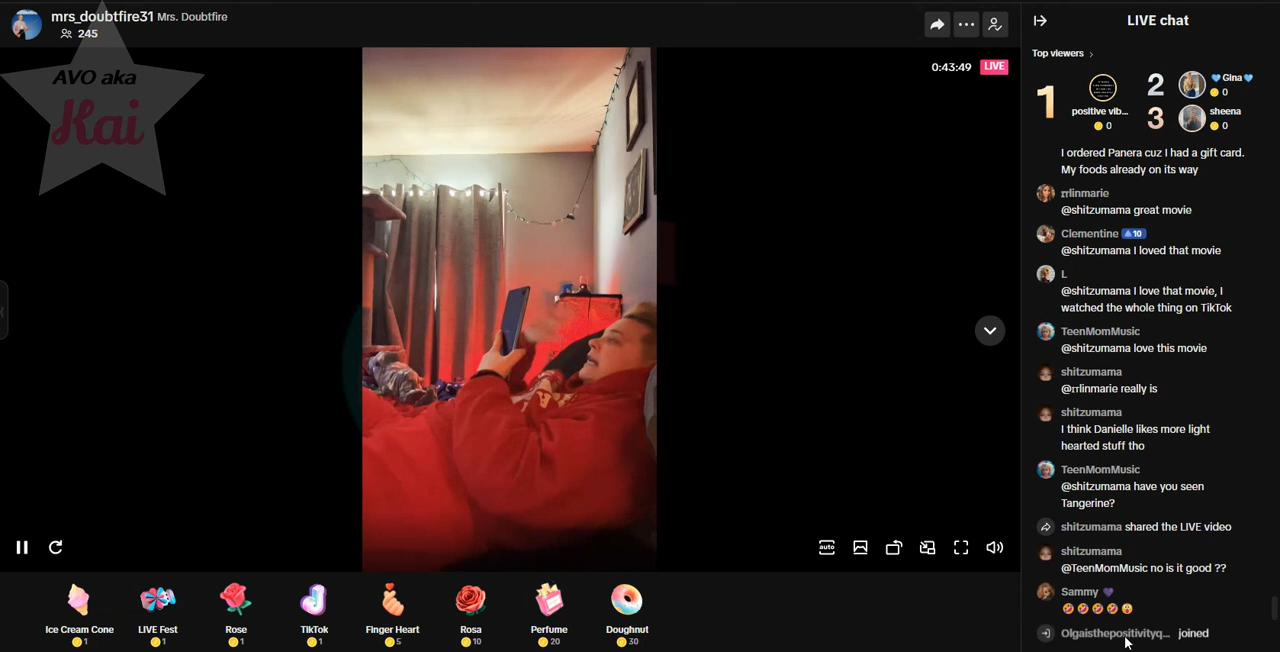 mrs_doubtfire31 Mrs. Doubtfire
245
AVO aka
Kai
0:43:49 LIVE
LIVE chat
Top viewers
1
positive vib...
0
2
Gina
0
3
sheena
0
I ordered Panera cuz I had a gift card.
My foods already on its way
rrlinmarie
@shitzumama great movie
Clementine 10
@shitzumama I loved that movie
L
@shitzumama I love that movie, I
watched the whole thing on TikTok
TeenMomMusic
@shitzumama love this movie
shitzumama
@rrlinmarie really is
shitzumama
I think Danielle likes more light
hearted stuff tho
TeenMomMusic
@shitzumama have you seen
Tangerine?
shitzumama shared the LIVE video
shitzumama
@TeenMomMusic no is it good ??
Sammy
Olgaisthepositivityq... joined
auto
Ice Cream Cone
1
LIVE Fest
1
Rose
1
TikTok
1
Finger Heart
5
Rosa
10
Perfume
20
Doughnut
30